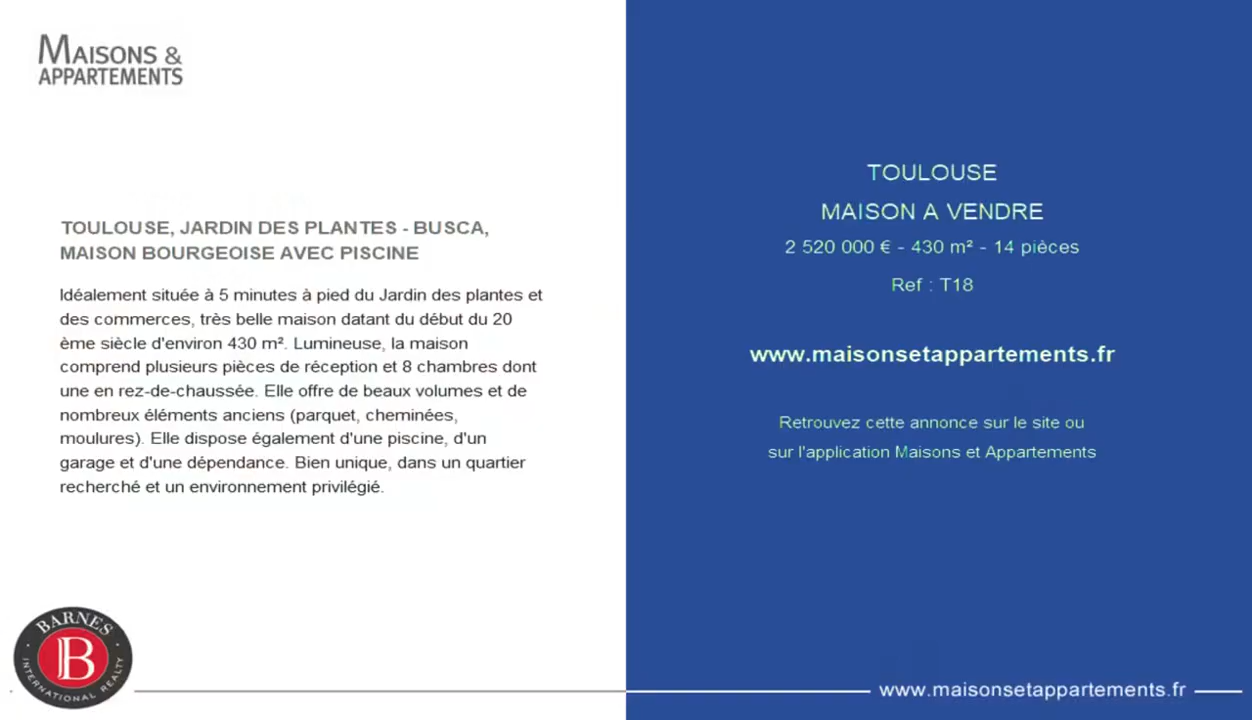 MAISONS &
APPARTEMENTS
TOULOUSE, JARDIN DES PLANTES - BUSCA,
MAISON BOURGEOISE AVEC PISCINE
Idéalement située à 5 minutes à pied du Jardin des plantes et
des commerces, très belle maison datant du début du 20
ème siècle d'environ 430 m². Lumineuse, la maison
comprend plusieurs pièces de réception et 8 chambres dont
une en rez-de-chaussée. Elle offre de beaux volumes et de
nombreux éléments anciens (parquet, cheminées,
moulures). Elle dispose également d'une piscine, d'un
garage et d'une dépendance. Bien unique, dans un quartier
recherché et un environnement privilégié.
BARNES
B
INTERNATIONAL REALTY
TOULOUSE
MAISON A VENDRE
2 520 000 € - 430 m² - 14 pièces
Ref : T18
www.maisonsetappartements.fr
Retrouvez cette annonce sur le site ou
sur l'application Maisons et Appartements
www.maisonsetappartements.fr